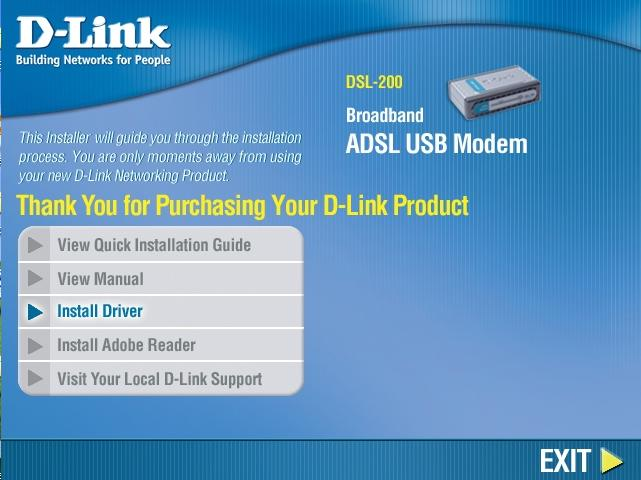 D-Link
Building Networks for People
DSL-200
Broadband
ADSL USB Modem
This Installer will guide you through the installation
process. You are only moments away from using
your new D-Link Networking Product.
Thank You for Purchasing Your D-Link Product
View Quick Installation Guide
View Manual
Install Driver
Install Adobe Reader
Visit Your Local D-Link Support
EXIT